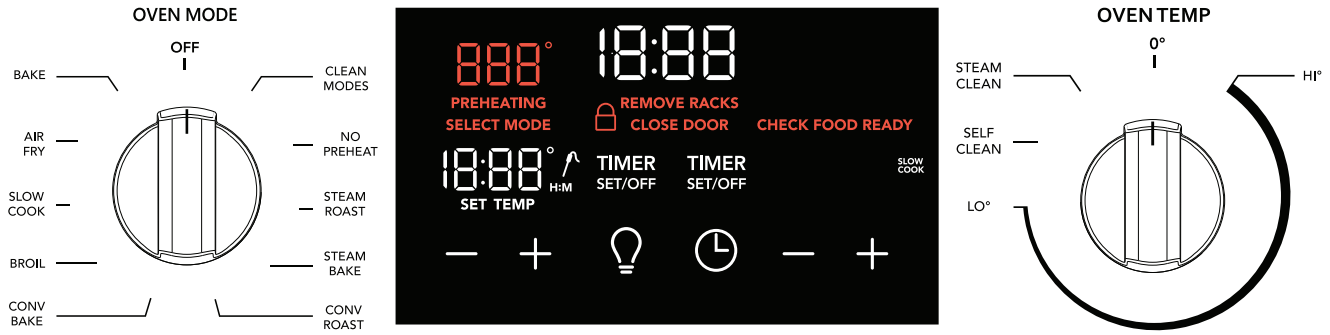 OVEN MODE
OFF
BAKE
AIR
FRY
SLOW
COOK
BROIL
CONV
BAKE
CLEAN
MODES
NO
PREHEAT
STEAM
ROAST
STEAM
BAKE
CONV
ROAST
888°
18:88
PREHEATING
SELECT MODE
REMOVE RACKS
CLOSE DOOR
CHECK FOOD READY
18:88°
H:M
SET TEMP
TIMER
SET/OFF
TIMER
SET/OFF
SLOW
COOK
− +
− +
OVEN TEMP
0°
STEAM
CLEAN
SELF
CLEAN
LO°
HI°